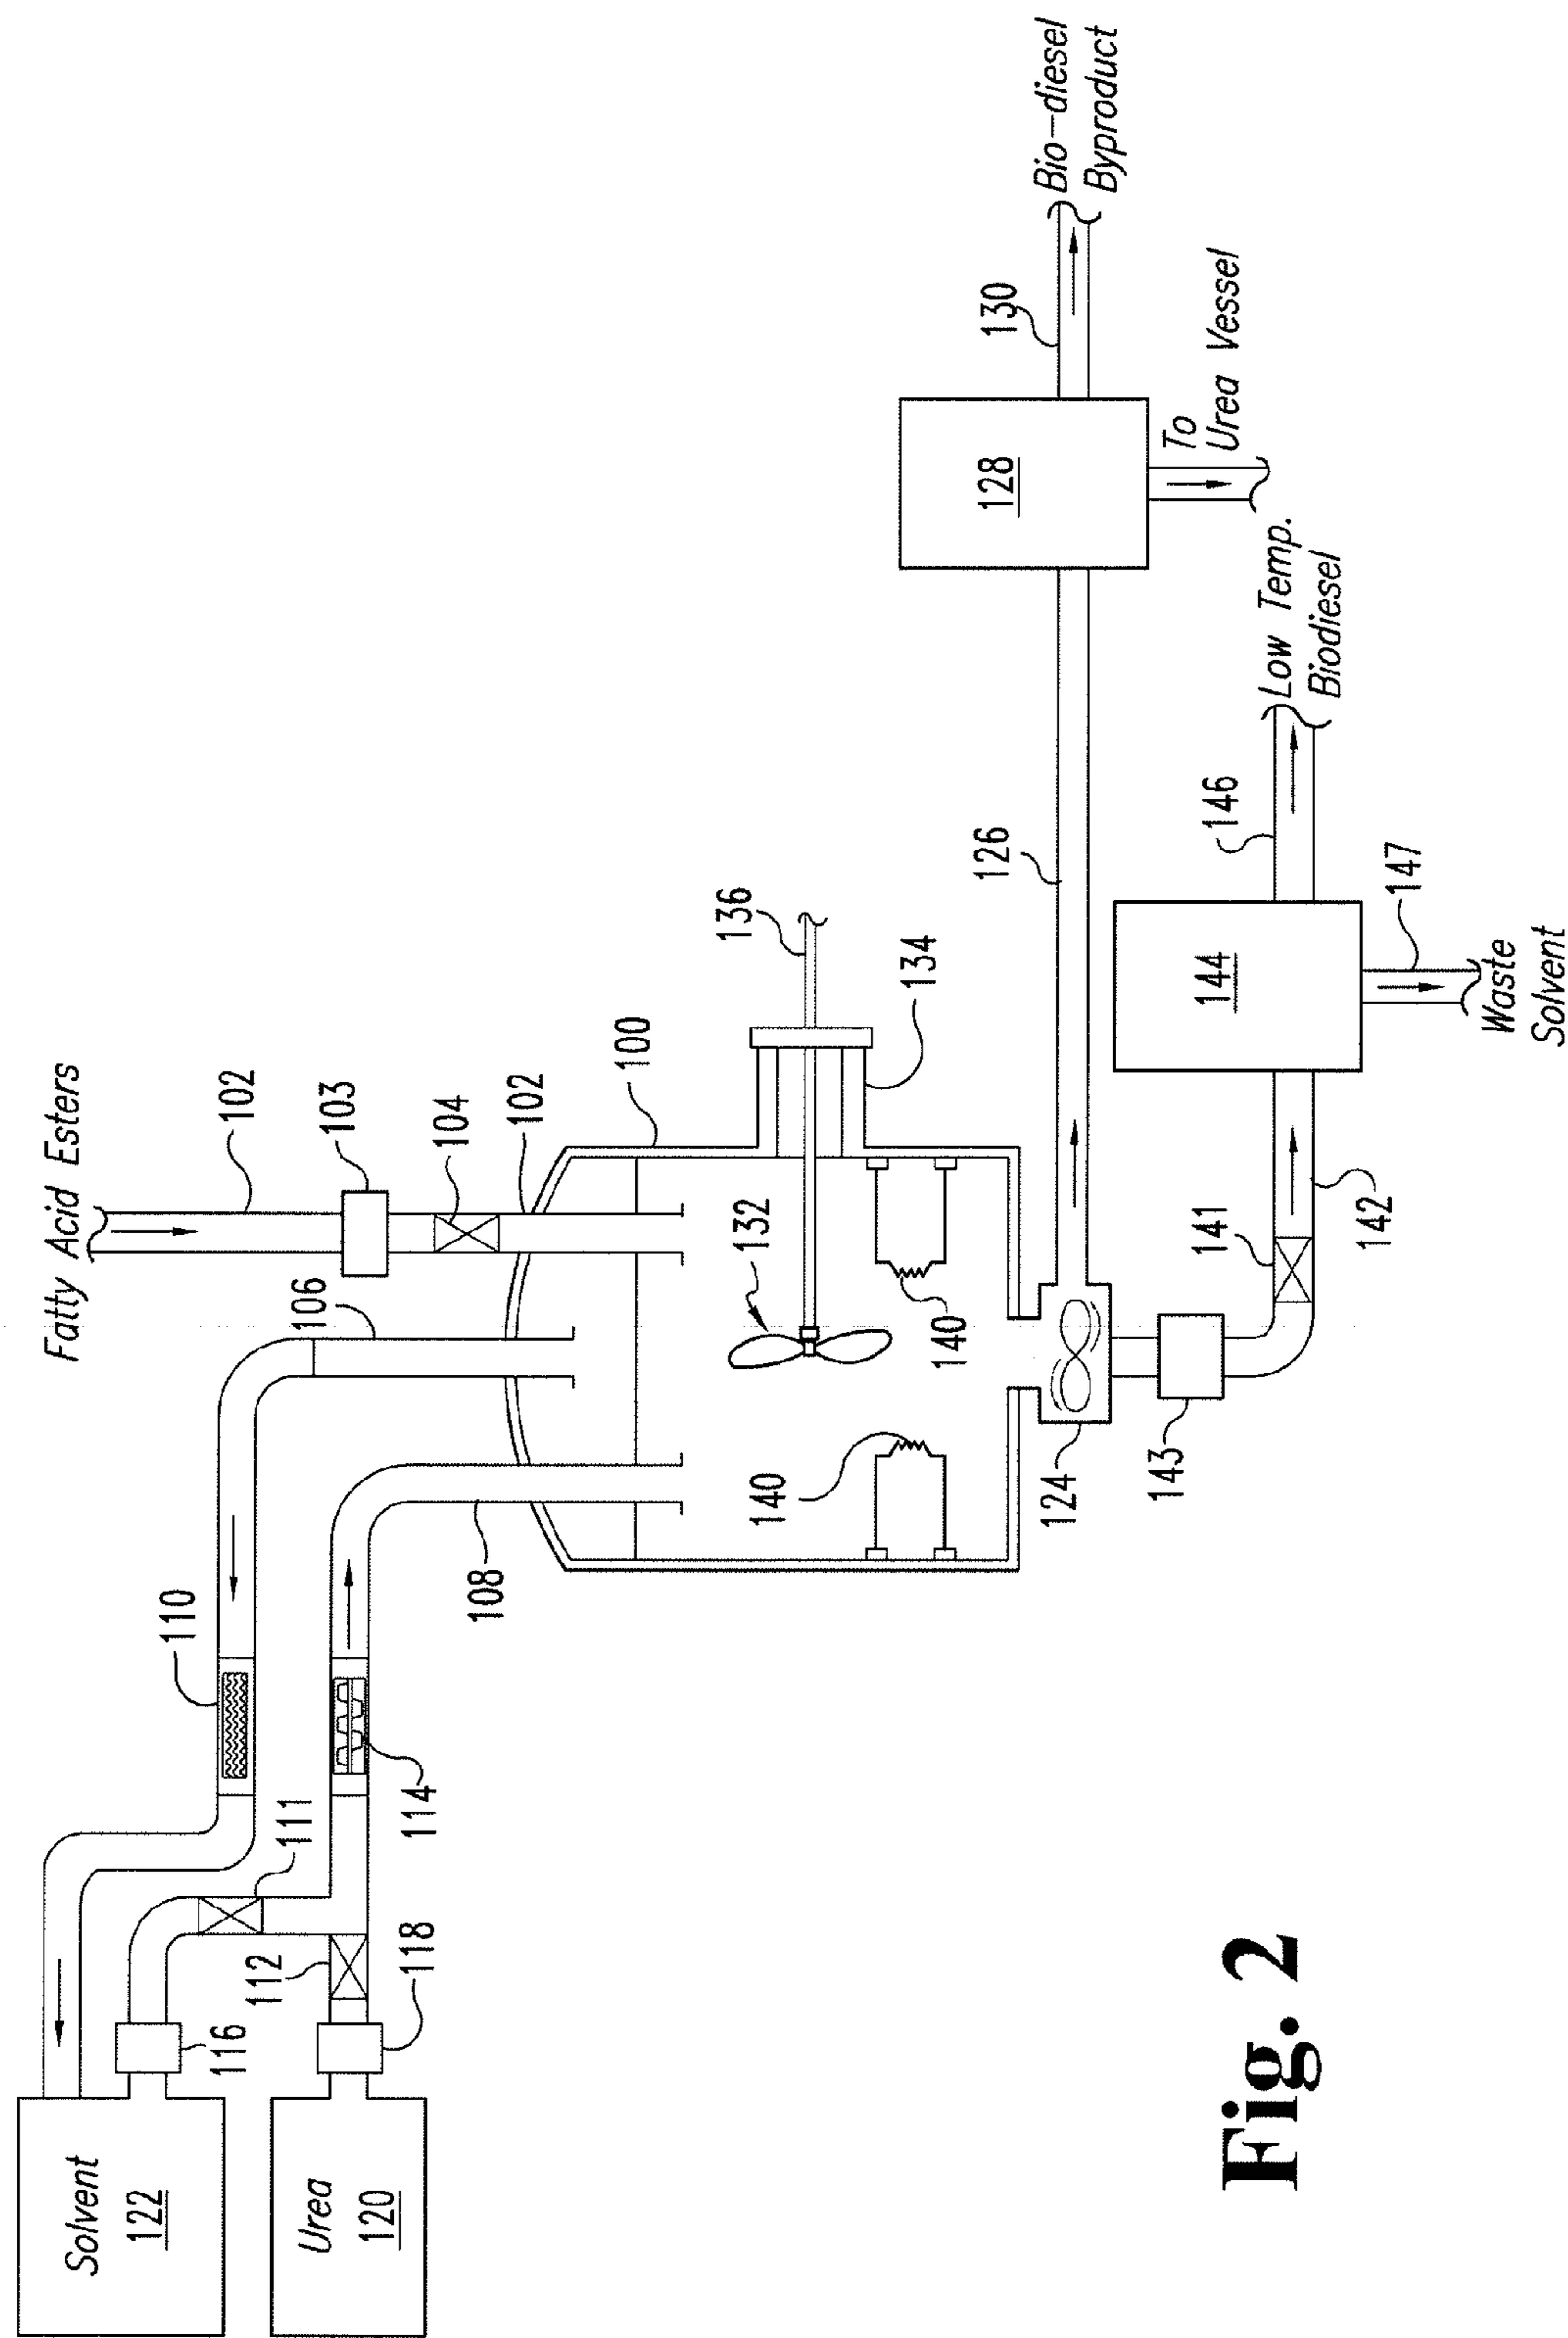 Fatty Acid Esters
Solvent
122
110
102
116
112
111
106
103
Urea
120
118
114
104
108
102
100
136
132
140
134
140
126
128
130
Bio-diesel
Byproduct
124
143
To
Urea Vessel
141
144
146
Low Temp.
Biodiesel
142
147
Waste
Solvent
Fig. 2